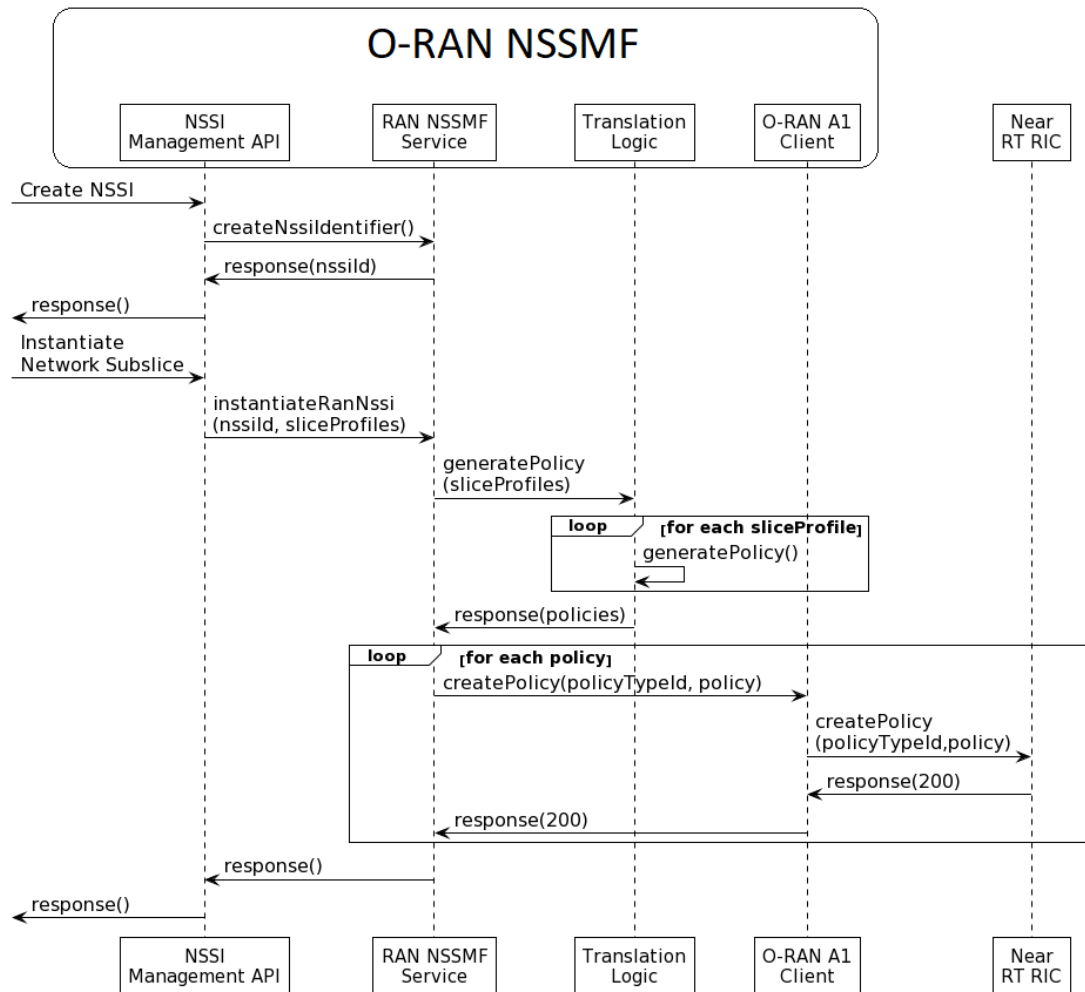 O-RAN NSSMF
NSSI
Management API
RAN NSSMF
Service
Translation
Logic
O-RAN A1
Client
Near
RT RIC
Create NSSI
createNssiIdentifier()
response(nssiId)
response()
Instantiate
Network Subslice
instantiateRanNssi
(nssiId, sliceProfiles)
generatePolicy
(sliceProfiles)
loop
[for each sliceProfile]
generatePolicy()
response(policies)
loop
[for each policy]
createPolicy(policyTypeId, policy)
createPolicy
(policyTypeId,policy)
response(200)
response(200)
response()
response()
NSSI
Management API
RAN NSSMF
Service
Translation
Logic
O-RAN A1
Client
Near
RT RIC